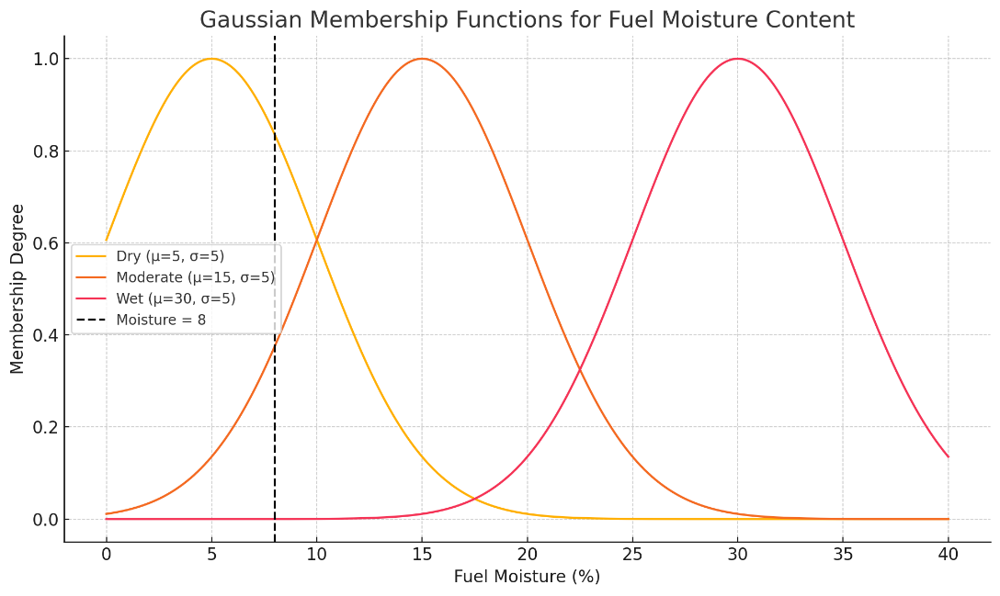 Gaussian Membership Functions for Fuel Moisture Content
1.0
0.8
0.6
0.4
0.2
0.0
Membership Degree
Dry (μ=5, σ=5)
Moderate (μ=15, σ=5)
Wet (μ=30, σ=5)
Moisture = 8
0 5 10 15 20 25 30 35 40
Fuel Moisture (%)